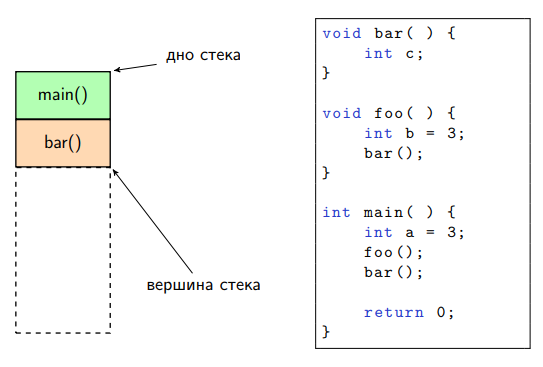 дно стека
main()
bar()
вершина стека
void bar( ) {
    int c;
}

void foo( ) {
    int b = 3;
    bar();
}

int main( ) {
    int a = 3;
    foo();
    bar();

    return 0;
}